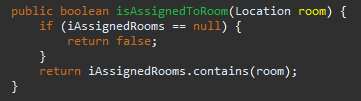 public boolean isAssignedToRoom(Location room) {
    if (iAssignedRooms == null) {
        return false;
    }
    return iAssignedRooms.contains(room);
}